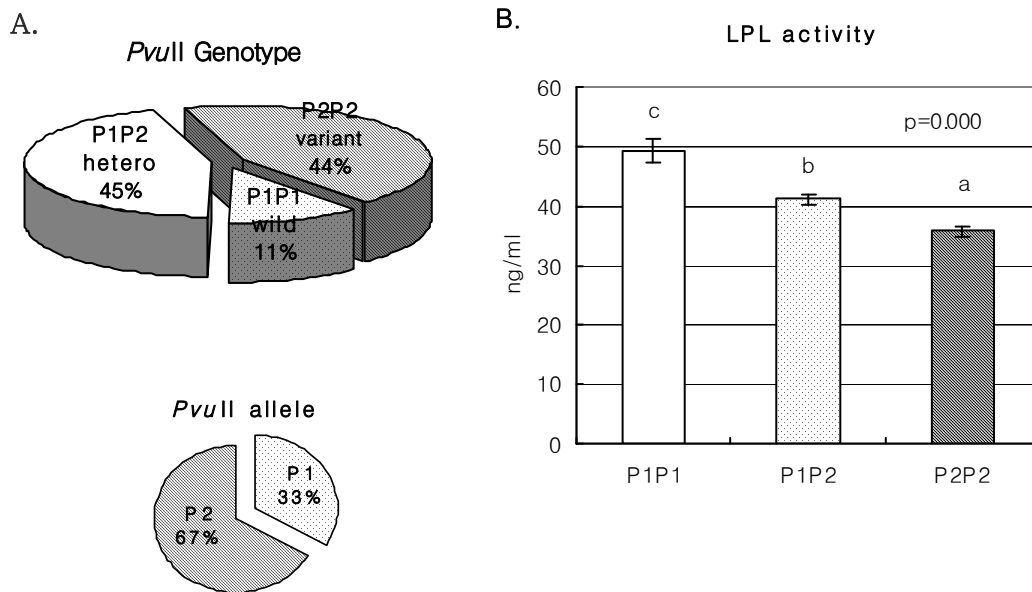 A.
PvuII Genotype
P1P2
hetero
45%
P2P2
variant
44%
P1P1
wild
11%
PvuII allele
P1
33%
P2
67%
B.
LPL activity
60
50
40
30
20
10
0
ng/ml
c
b
a
p=0.000
P1P1
P1P2
P2P2